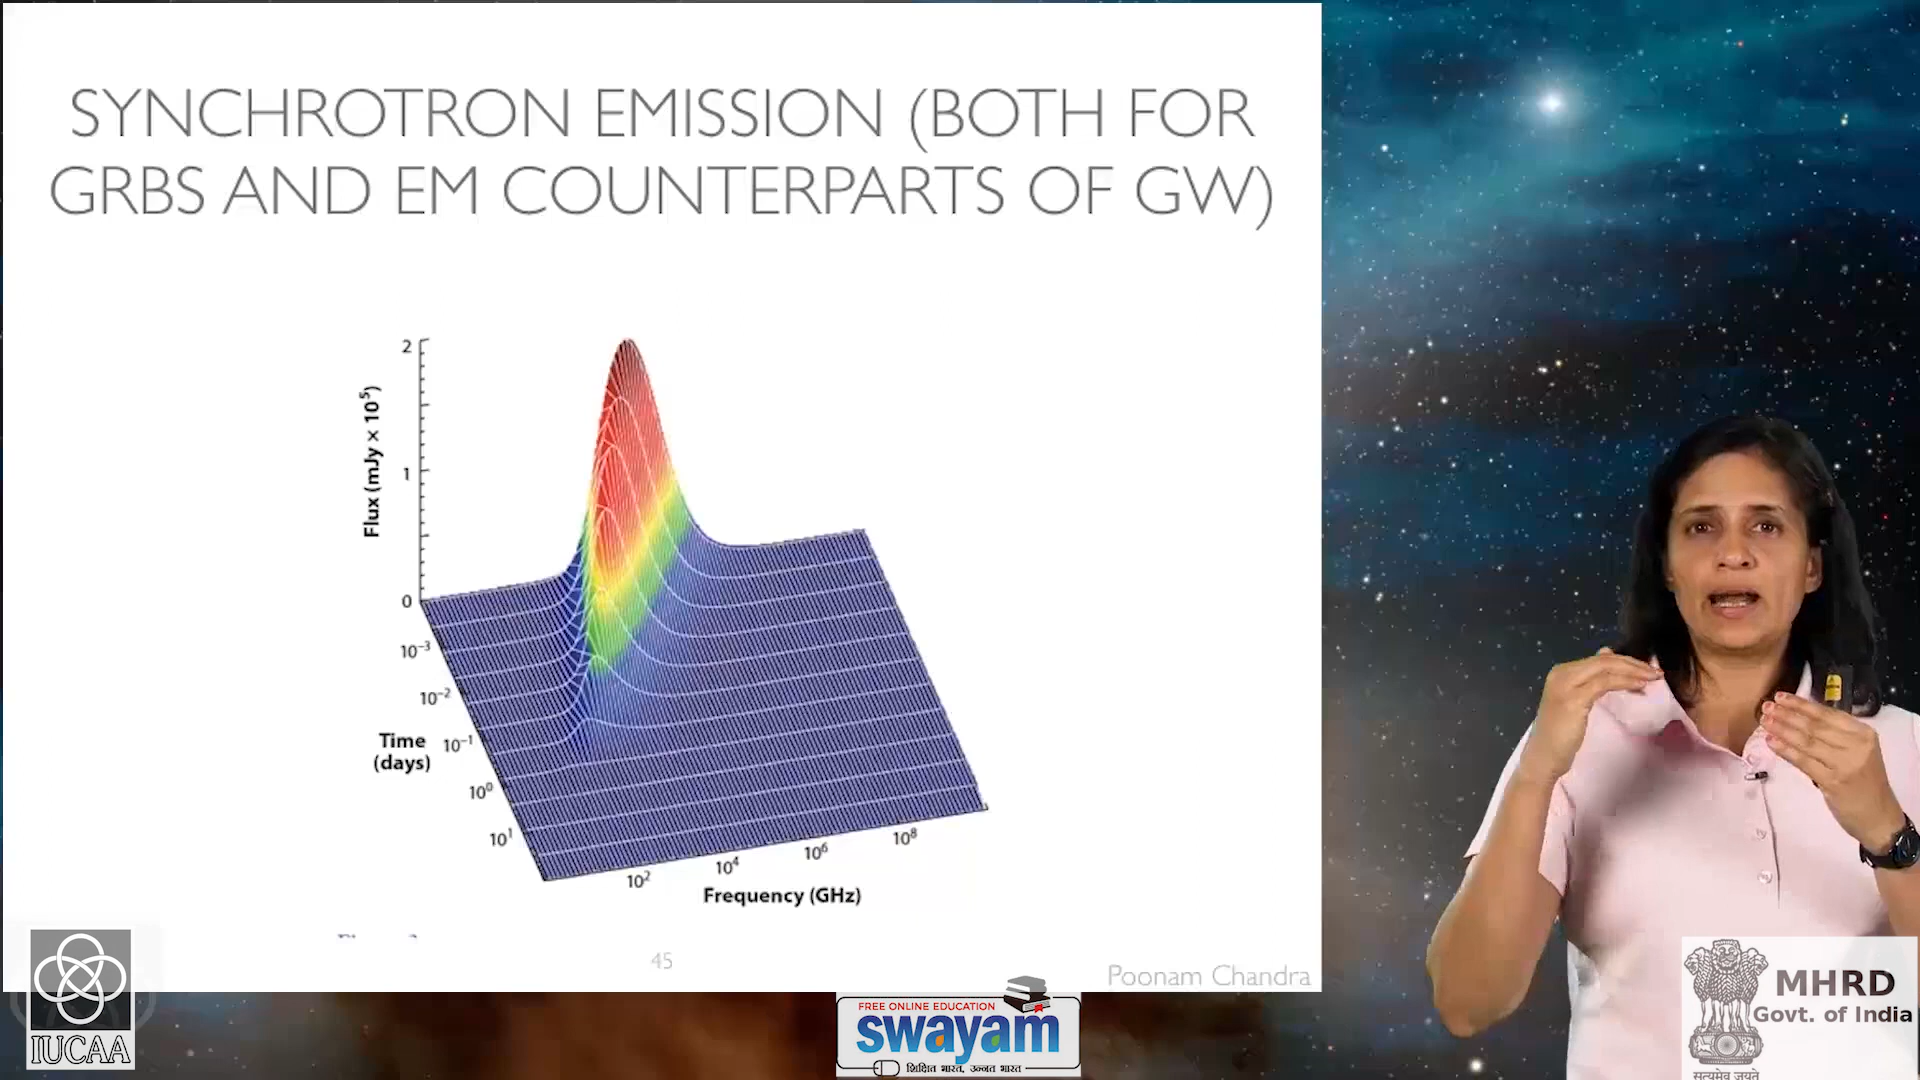 SYNCHROTRON EMISSION (BOTH FOR
GRBS AND EM COUNTERPARTS OF GW)
2
1
0
Flux (mJy × 10⁵)
10⁻³
10⁻²
10⁻¹
10⁰
10¹
Time
(days)
10²
10⁴
10⁶
10⁸
Frequency (GHz)
45
Poonam Chandra
IUCAA
FREE ONLINE EDUCATION
swayam
शिक्षित भारत, उन्नत भारत
MHRD
Govt. of India
सत्यमेव जयते